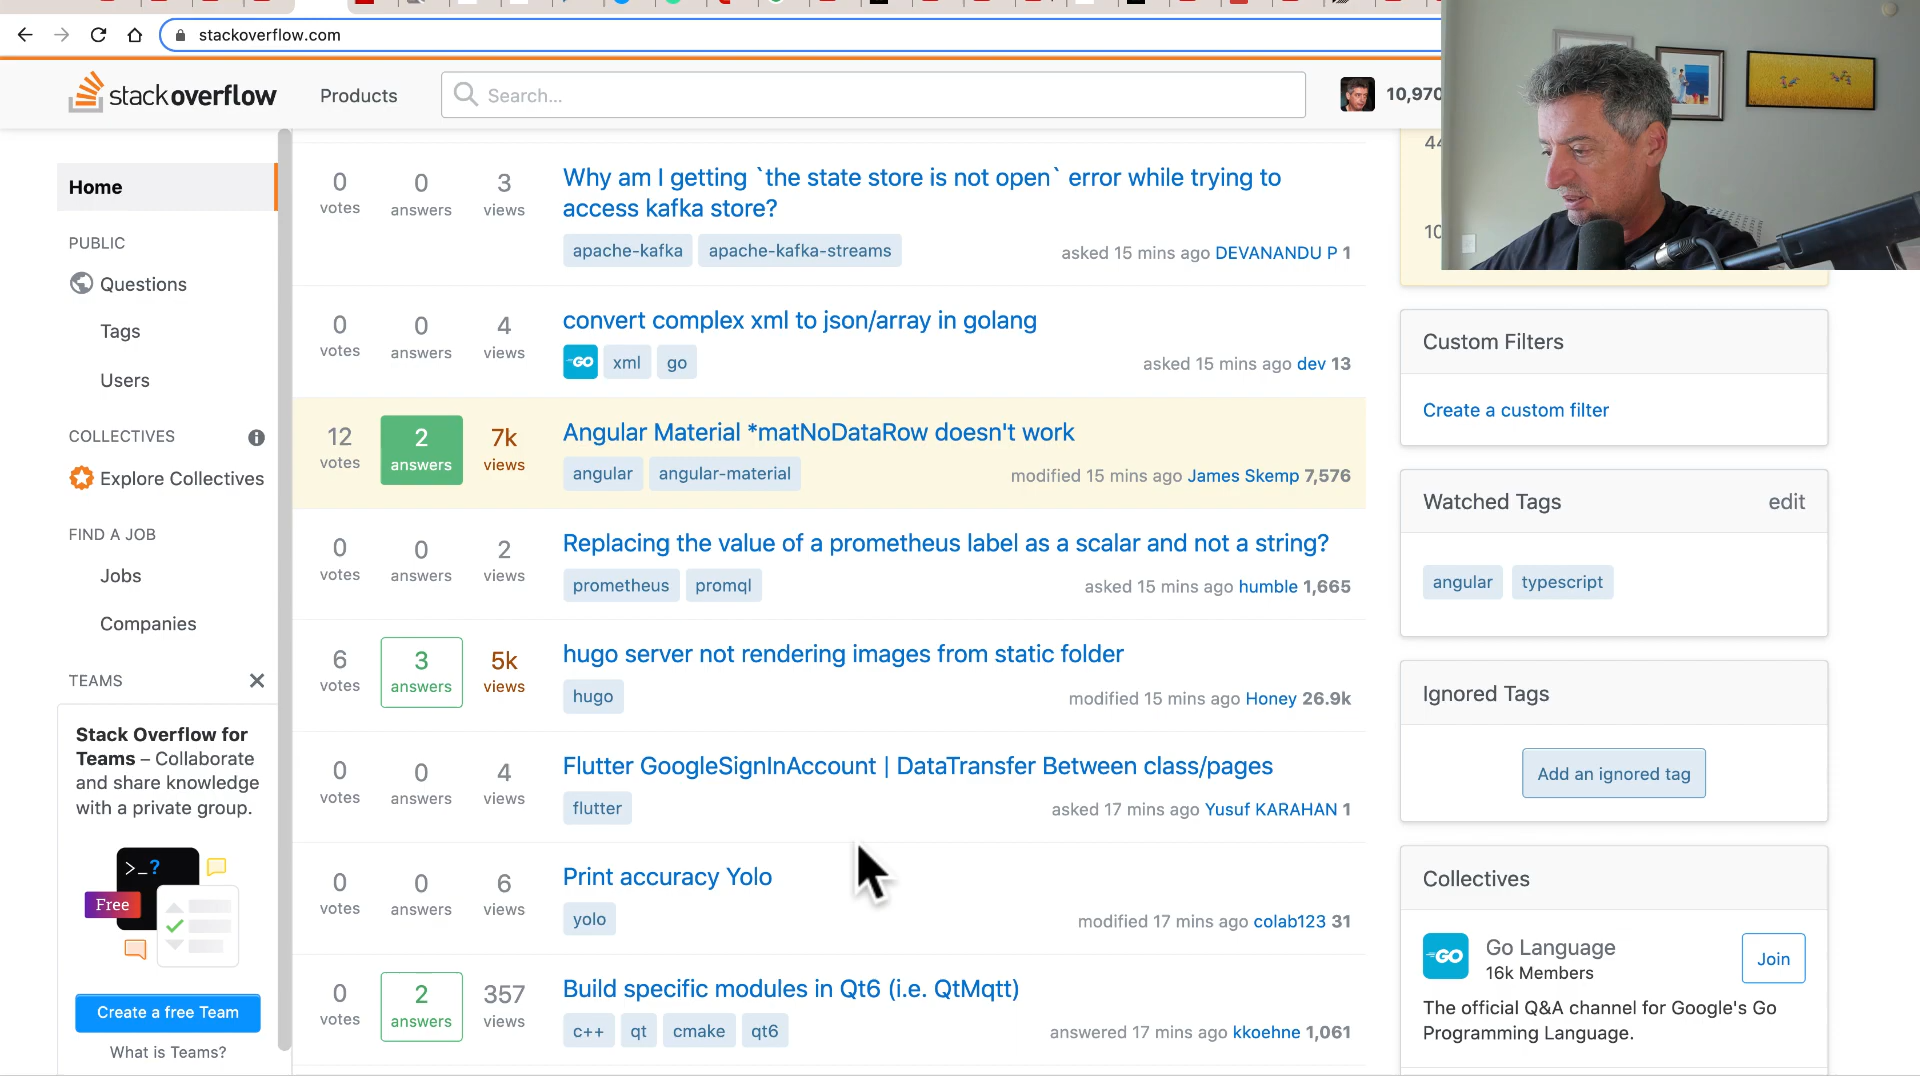 stackoverflow.com
stackoverflow
Products
Search...
10,970
Home
PUBLIC
Questions
Tags
Users
COLLECTIVES
Explore Collectives
FIND A JOB
Jobs
Companies
TEAMS
Stack Overflow for
Teams – Collaborate
and share knowledge
with a private group.
>_?
Free
Create a free Team
What is Teams?
0 votes 0 answers 3 views
Why am I getting `the state store is not open` error while trying to
access kafka store?
apache-kafka apache-kafka-streams
asked 15 mins ago DEVANANDU P 1
0 votes 0 answers 4 views
convert complex xml to json/array in golang
GO xml go
asked 15 mins ago dev 13
12 votes 2 answers 7k views
Angular Material *matNoDataRow doesn't work
angular angular-material
modified 15 mins ago James Skemp 7,576
0 votes 0 answers 2 views
Replacing the value of a prometheus label as a scalar and not a string?
prometheus promql
asked 15 mins ago humble 1,665
6 votes 3 answers 5k views
hugo server not rendering images from static folder
hugo
modified 15 mins ago Honey 26.9k
0 votes 0 answers 4 views
Flutter GoogleSignInAccount | DataTransfer Between class/pages
flutter
asked 17 mins ago Yusuf KARAHAN 1
0 votes 0 answers 6 views
Print accuracy Yolo
yolo
modified 17 mins ago colab123 31
0 votes 2 answers 357 views
Build specific modules in Qt6 (i.e. QtMqtt)
c++ qt cmake qt6
answered 17 mins ago kkoehne 1,061
Custom Filters
Create a custom filter
Watched Tags edit
angular typescript
Ignored Tags
Add an ignored tag
Collectives
GO
Go Language
16k Members
Join
The official Q&A channel for Google's Go
Programming Language.